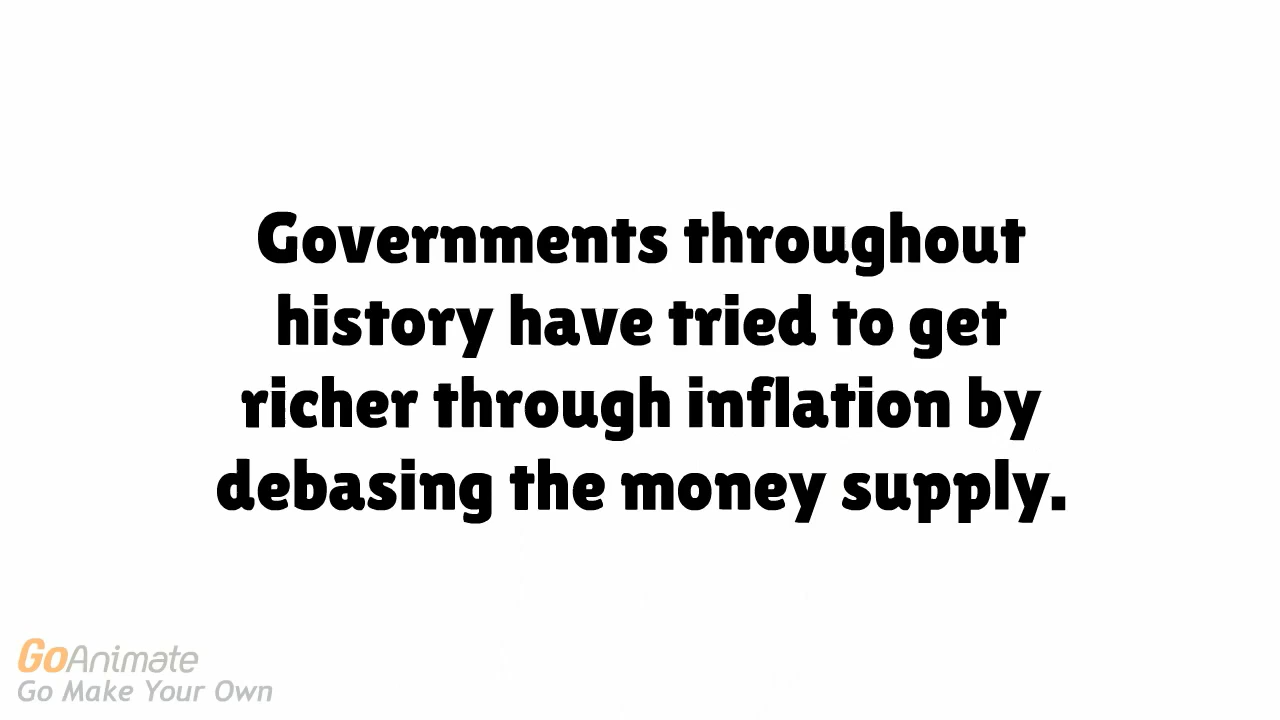 Governments throughout
history have tried to get
richer through inflation by
debasing the money supply.
GoAnimate
Go Make Your Own